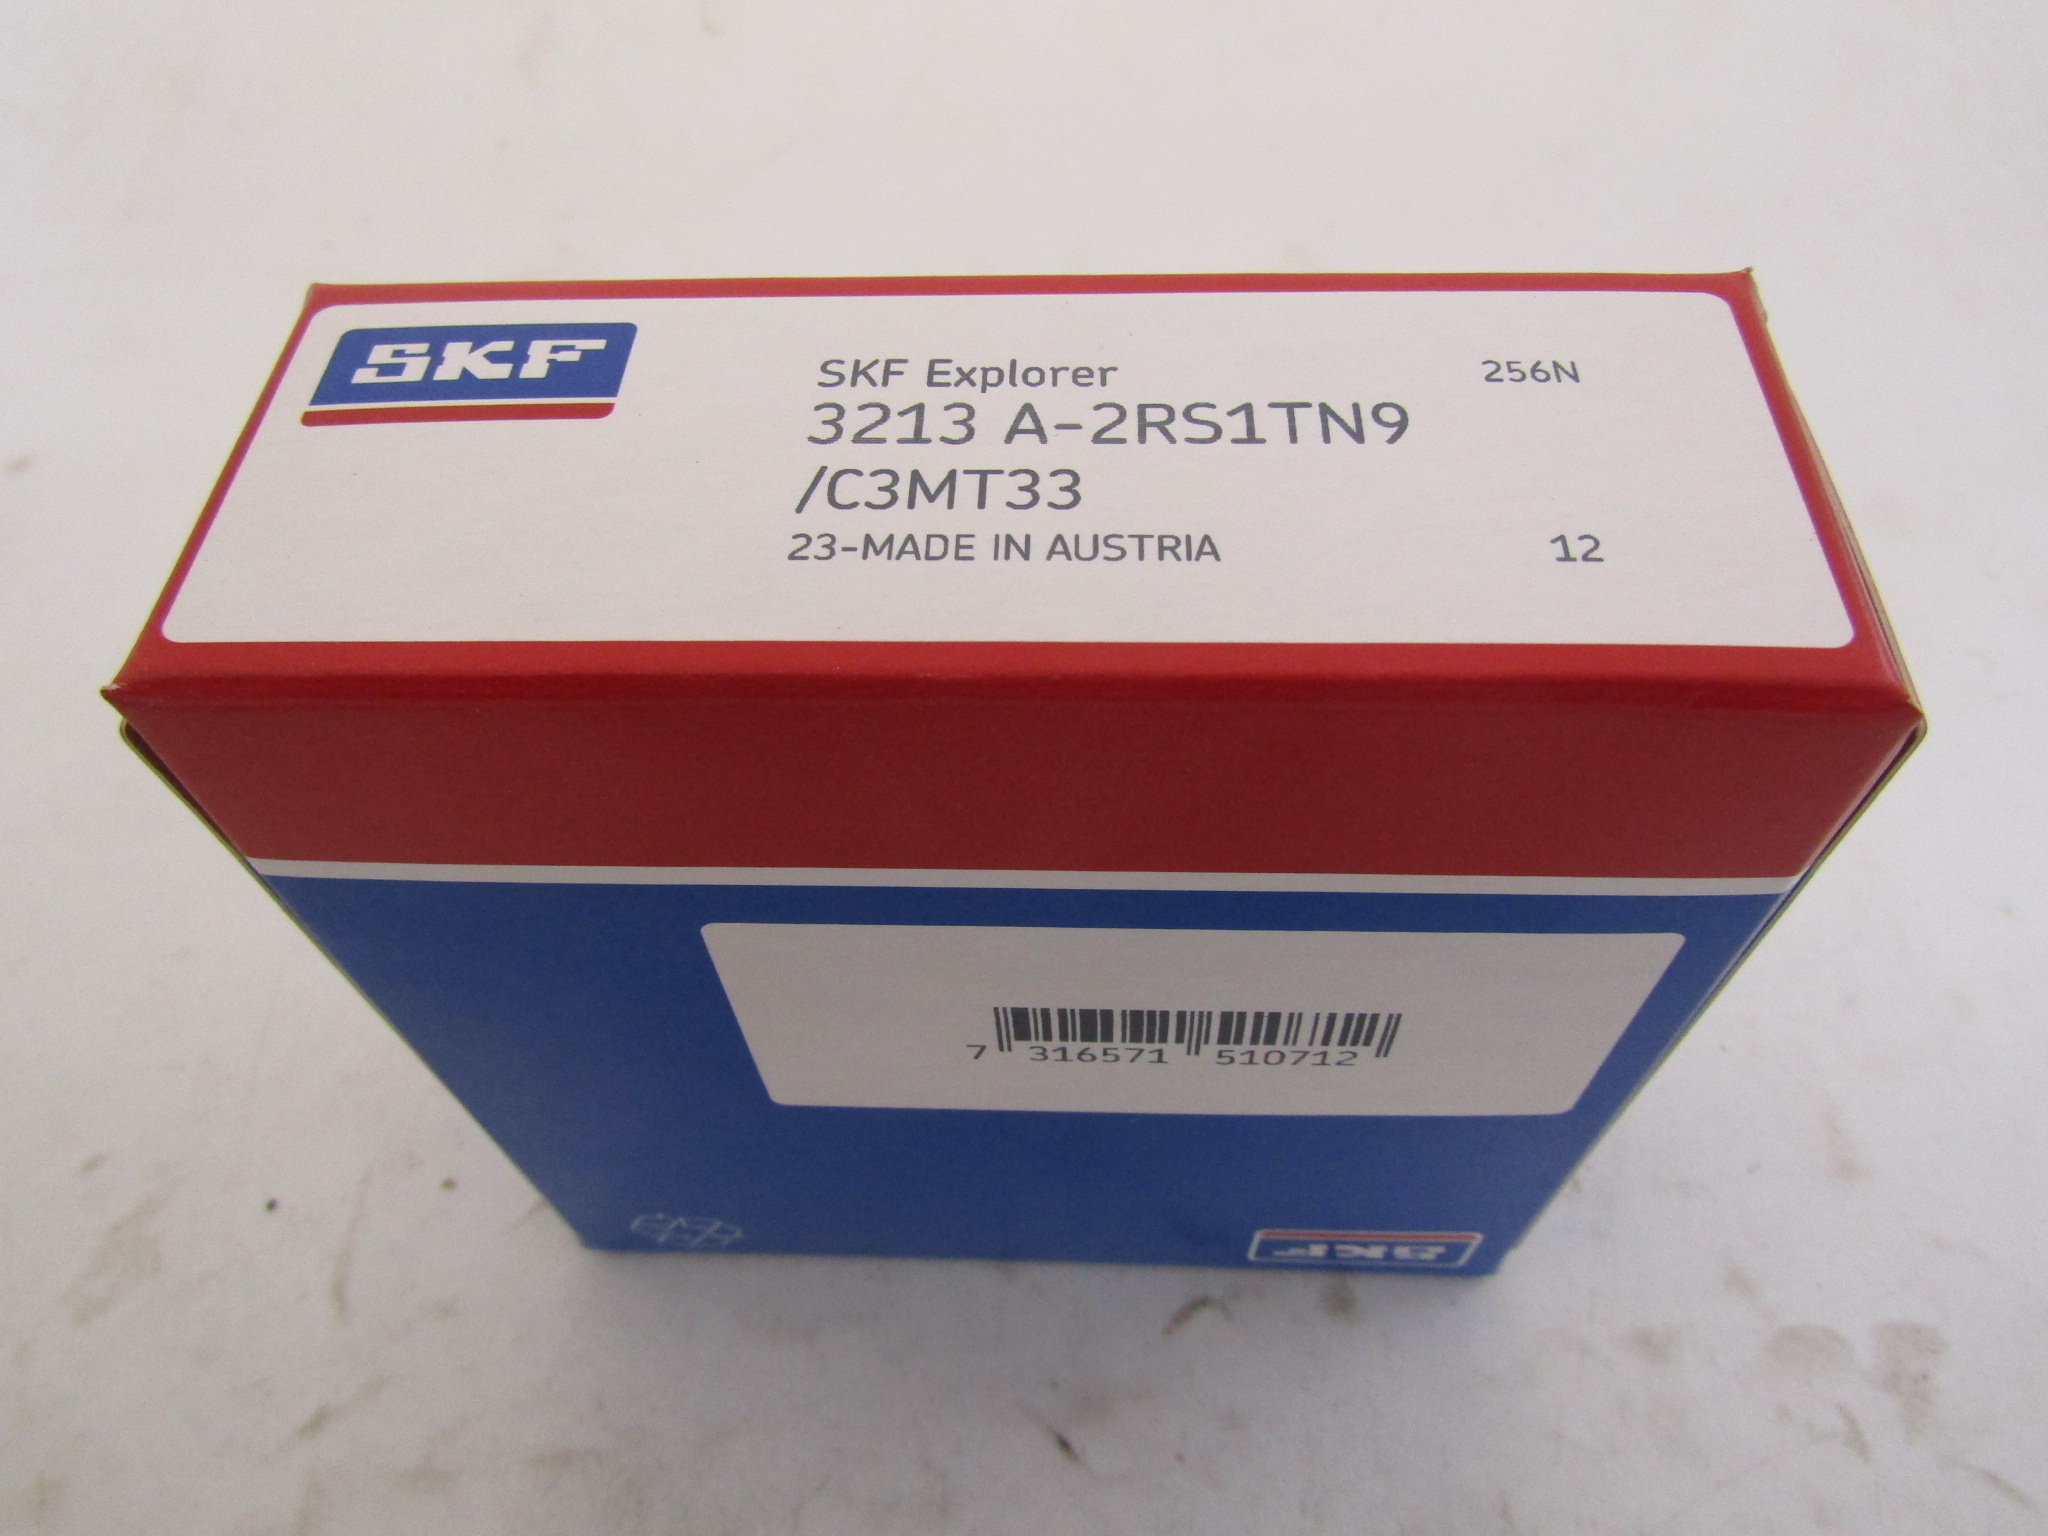 SKF
SKF Explorer 256N
3213 A-2RS1TN9
/C3MT33
23-MADE IN AUSTRIA 12
7 316571 510712
SKF